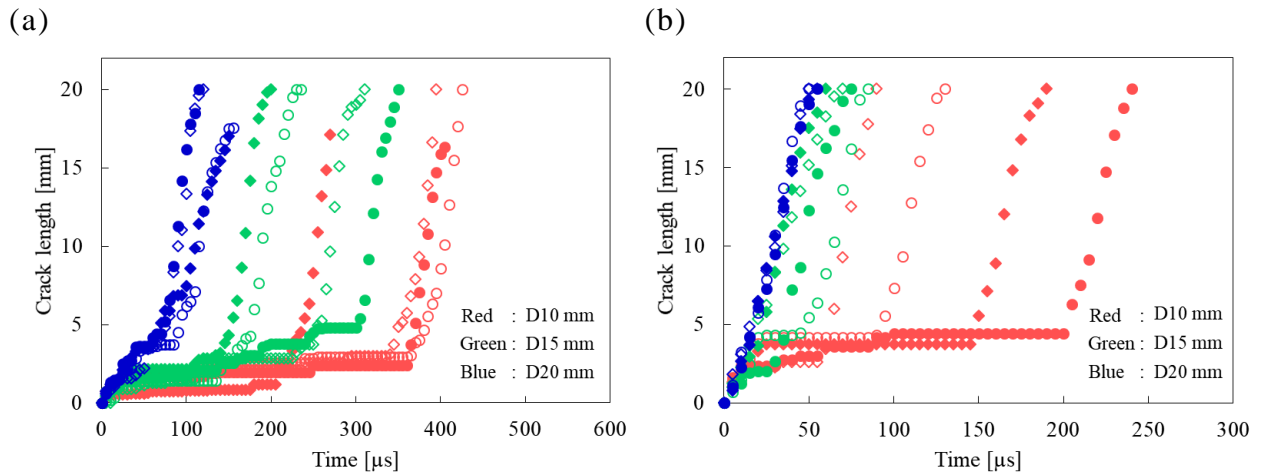 (a)
20
15
10
5
0
Crack length [mm]
Red : D10 mm
Green : D15 mm
Blue : D20 mm
0 100 200 300 400 500 600
Time [μs]
(b)
20
15
10
5
0
Crack length [mm]
Red : D10 mm
Green : D15 mm
Blue : D20 mm
0 50 100 150 200 250 300
Time [μs]